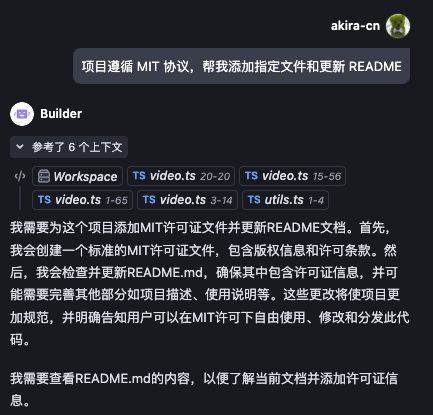 akira-cn
项目遵循 MIT 协议，帮我添加指定文件和更新 README
Builder
参考了 6 个上下文
Workspace TS video.ts 20-20 TS video.ts 15-56
TS video.ts 1-65 TS video.ts 3-14 TS utils.ts 1-4
我需要为这个项目添加MIT许可证文件并更新README文档。首先，
我会创建一个标准的MIT许可证文件，包含版权信息和许可条款。然
后，我会检查并更新README.md，确保其中包含许可证信息，并可
能需要完善其他部分如项目描述、使用说明等。这些更改将使项目更
加规范，并明确告知用户可以在MIT许可下自由使用、修改和分发此代
码。
我需要查看README.md的内容，以便了解当前文档并添加许可证信
息。